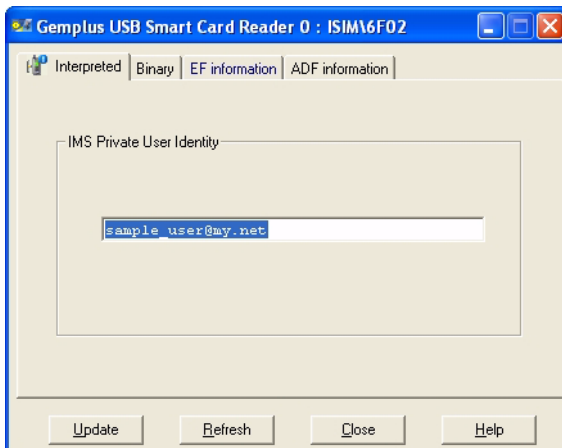 Gemplus USB Smart Card Reader 0 : ISIM\6F02
Interpreted Binary EF information ADF information
IMS Private User Identity
sample_user@my.net
Update Refresh Close Help